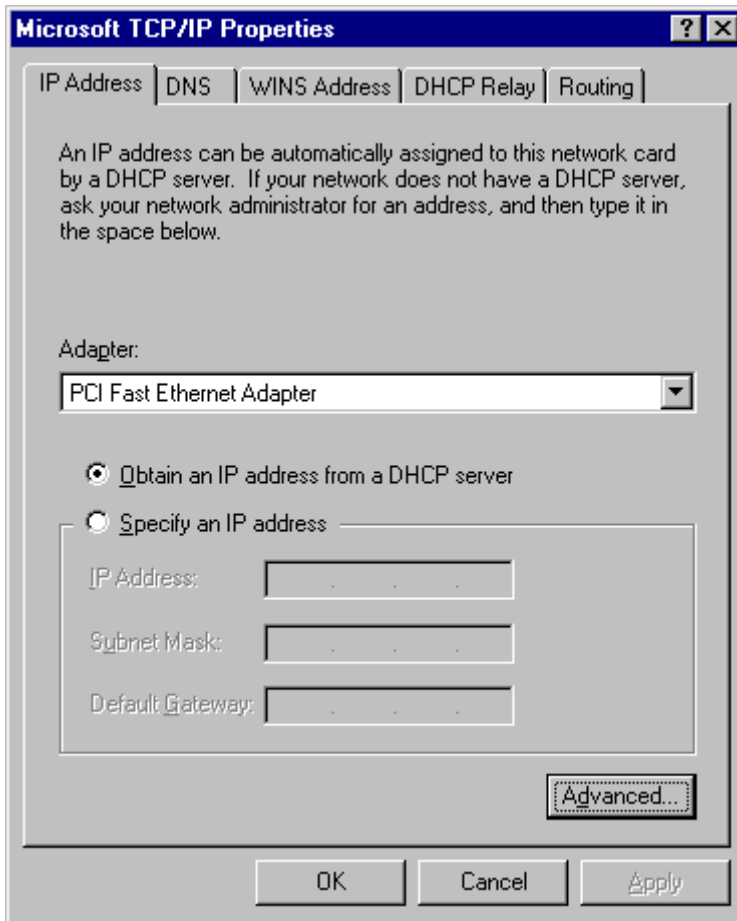 Microsoft TCP/IP Properties
IP Address DNS WINS Address DHCP Relay Routing
An IP address can be automatically assigned to this network card
by a DHCP server. If your network does not have a DHCP server,
ask your network administrator for an address, and then type it in
the space below.
Adapter:
PCI Fast Ethernet Adapter
Obtain an IP address from a DHCP server
Specify an IP address
IP Address:
Subnet Mask:
Default Gateway:
Advanced...
OK Cancel Apply